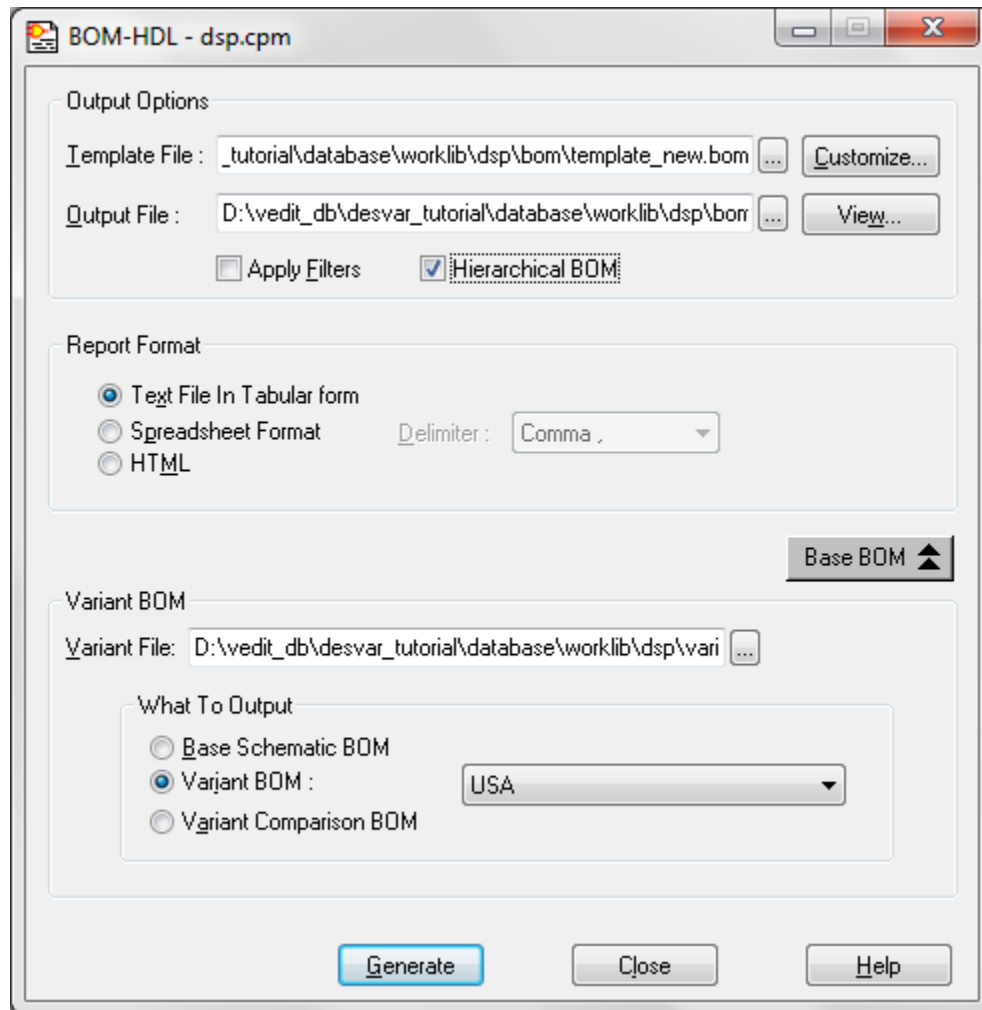 BOM-HDL - dsp.cpm
Output Options
Template File : _tutorial\database\worklib\dsp\bom\template_new.bom ... Customize...
Output File : D:\vedit_db\desvar_tutorial\database\worklib\dsp\bom ... View...
Apply Filters Hierarchical BOM
Report Format
Text File In Tabular form
Spreadsheet Format Delimiter : Comma ,
HTML
Base BOM
Variant BOM
Variant File: D:\vedit_db\desvar_tutorial\database\worklib\dsp\vari ...
What To Output
Base Schematic BOM
Variant BOM : USA
Variant Comparison BOM
Generate Close Help